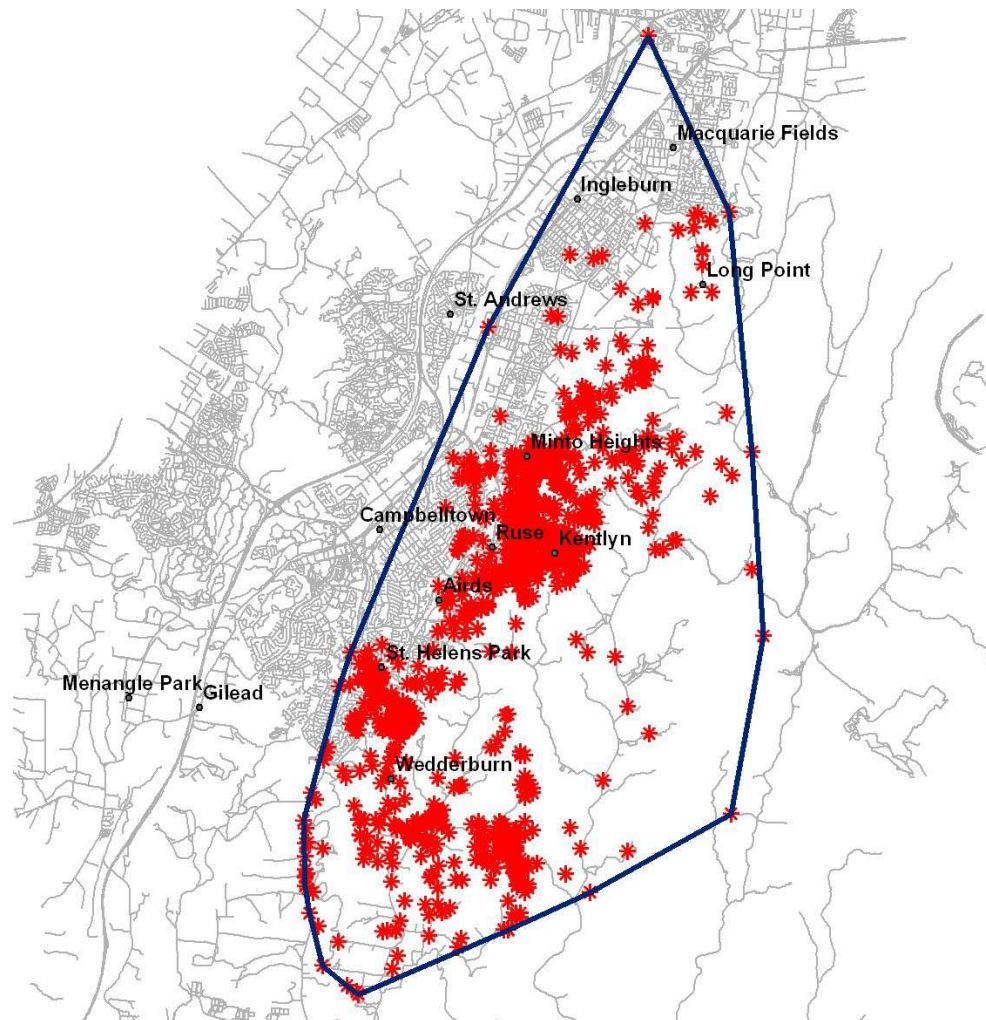 Macquarie Fields
Ingleburn
Long Point
St. Andrews
Minto Heights
Campbelltown
Ruse
Kentlyn
Airds
St. Helens Park
Menangle Park
Gilead
Wedderburn